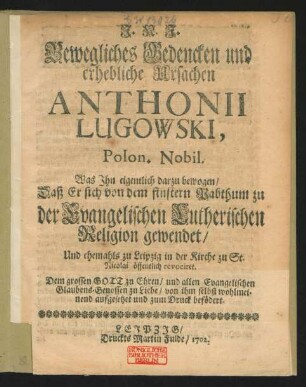 J. N. J.
Bewegliches Gedencken und
erhebliche Ursachen
ANTHONII
LUGOWSKI,
Polon. Nobil.
Was Ihn eigentlich darzu bewogen/
Daß Er sich von dem finstern Pabthum zu
der Evangelischen Lutherischen
Religion gewendet/
Und ehemahls zu Leipzig in der Kirche zu St.
Nicolai öffentlich revociret.
Dem grossen GOTT zu Ehren/ und allen Evangelischen
Glaubens-Genossen zu Liebe/ von ihm selbst wohlmei-
nend auffgesetzet und zum Druck befödert.
LEIPZIG/
Druckts Martin Fulde/ 1702.